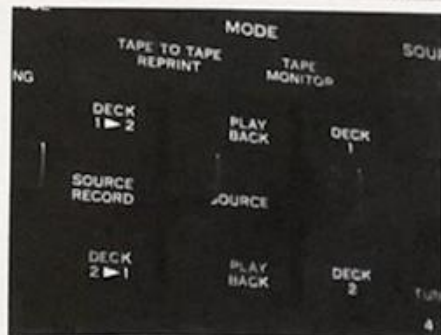 MODE
TAPE TO TAPE
REPRINT
TAPE
MONITOR
NG
DECK
1►2
PLAY
BACK
DECK
1
SOURCE
RECORD
SOURCE
DECK
2►1
PLAY
BACK
DECK
2
4